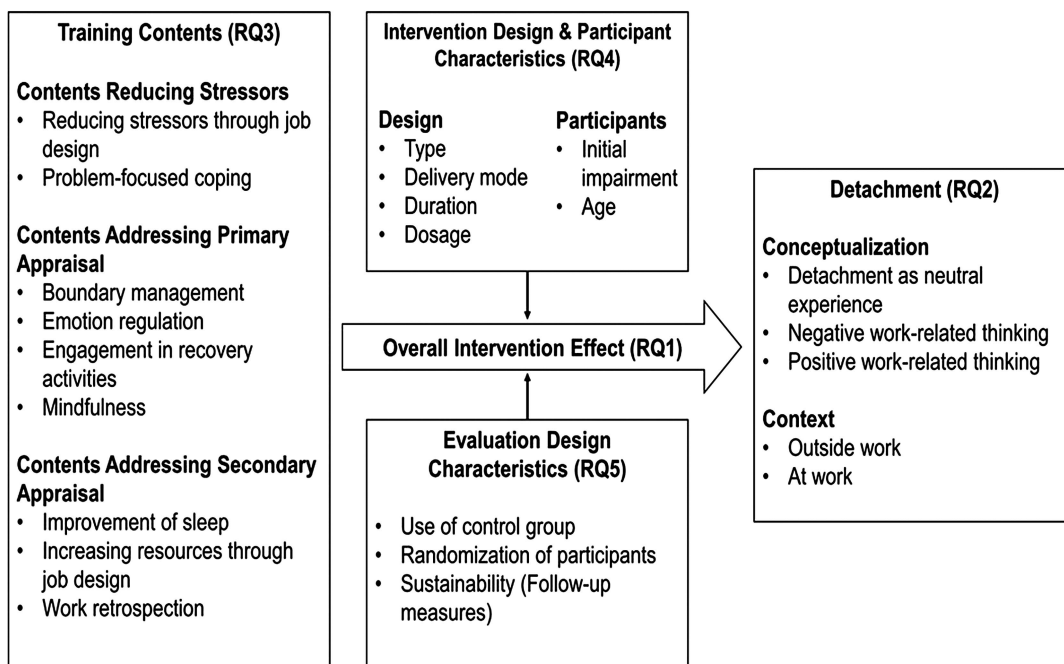 Training Contents (RQ3)
Contents Reducing Stressors
• Reducing stressors through job
design
• Problem-focused coping
Contents Addressing Primary
Appraisal
• Boundary management
• Emotion regulation
• Engagement in recovery
activities
• Mindfulness
Contents Addressing Secondary
Appraisal
• Improvement of sleep
• Increasing resources through
job design
• Work retrospection
Intervention Design & Participant
Characteristics (RQ4)
Design
• Type
• Delivery mode
• Duration
• Dosage
Participants
• Initial
impairment
• Age
Overall Intervention Effect (RQ1)
Evaluation Design
Characteristics (RQ5)
• Use of control group
• Randomization of participants
• Sustainability (Follow-up
measures)
Detachment (RQ2)
Conceptualization
• Detachment as neutral
experience
• Negative work-related thinking
• Positive work-related thinking
Context
• Outside work
• At work